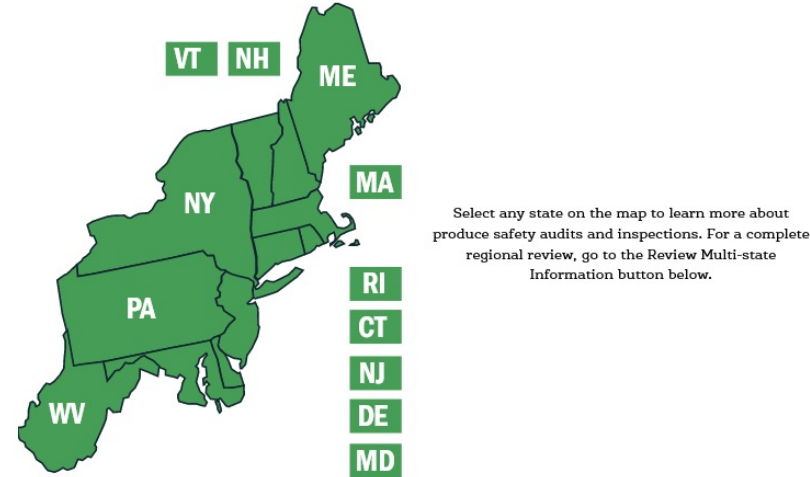 VT NH
ME
MA
NY
Select any state on the map to learn more about
produce safety audits and inspections. For a complete
regional review, go to the Review Multi-state
Information button below.
RI
PA
CT
NJ
WV
DE
MD